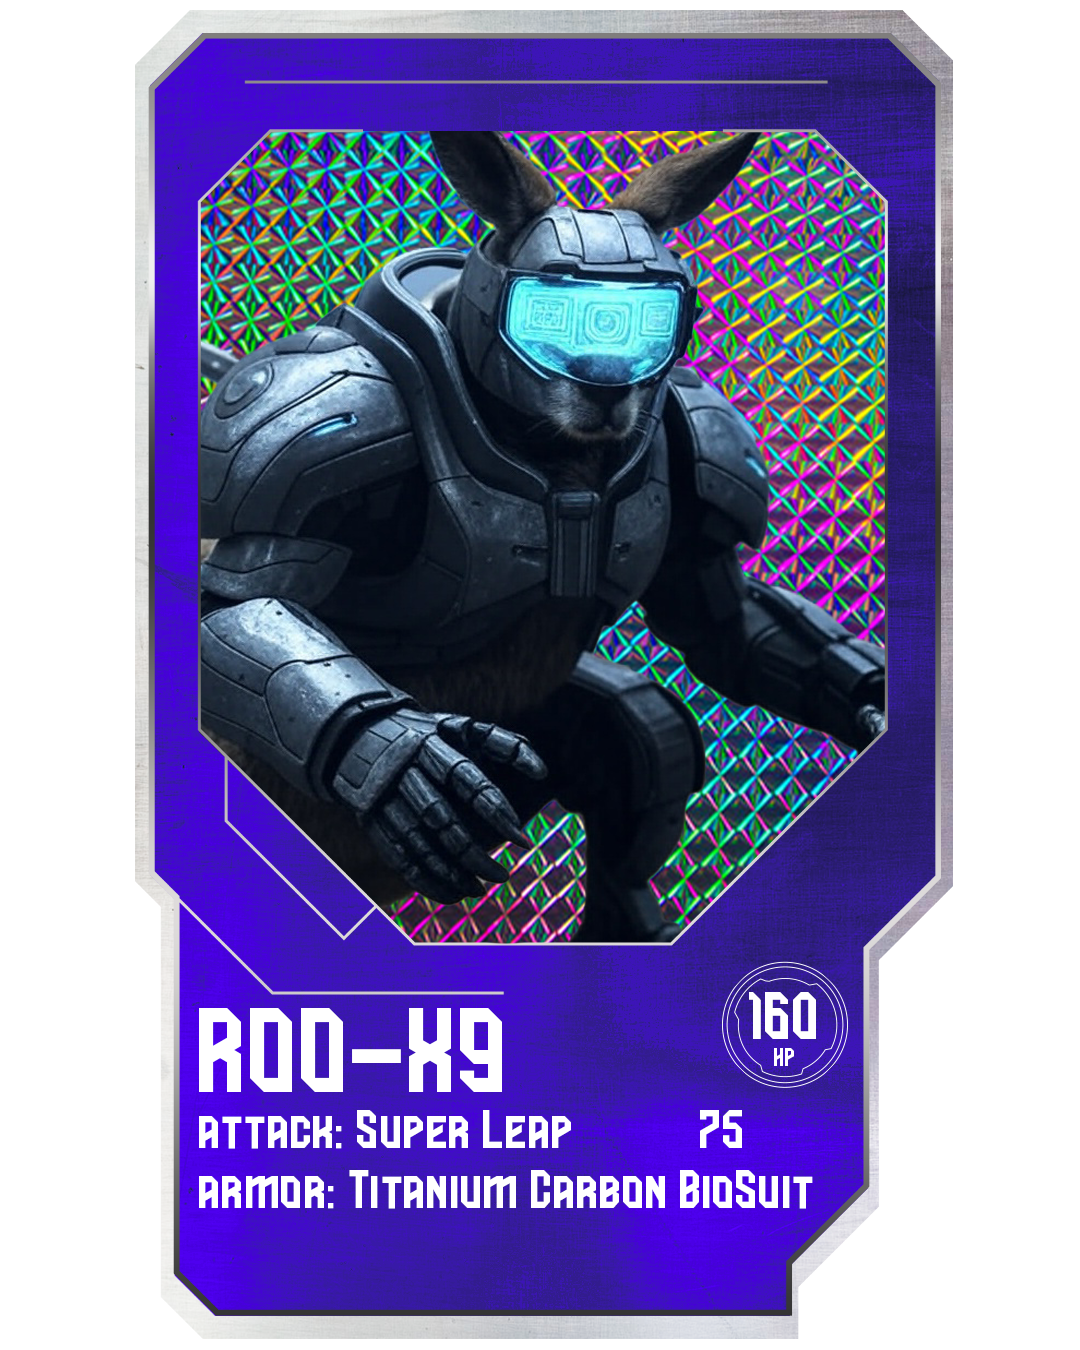 160
HP
ROO-X9
ATTACK: SUPER LEAP 75
ARMOR: TITANIUM CARBON BIOSUIT